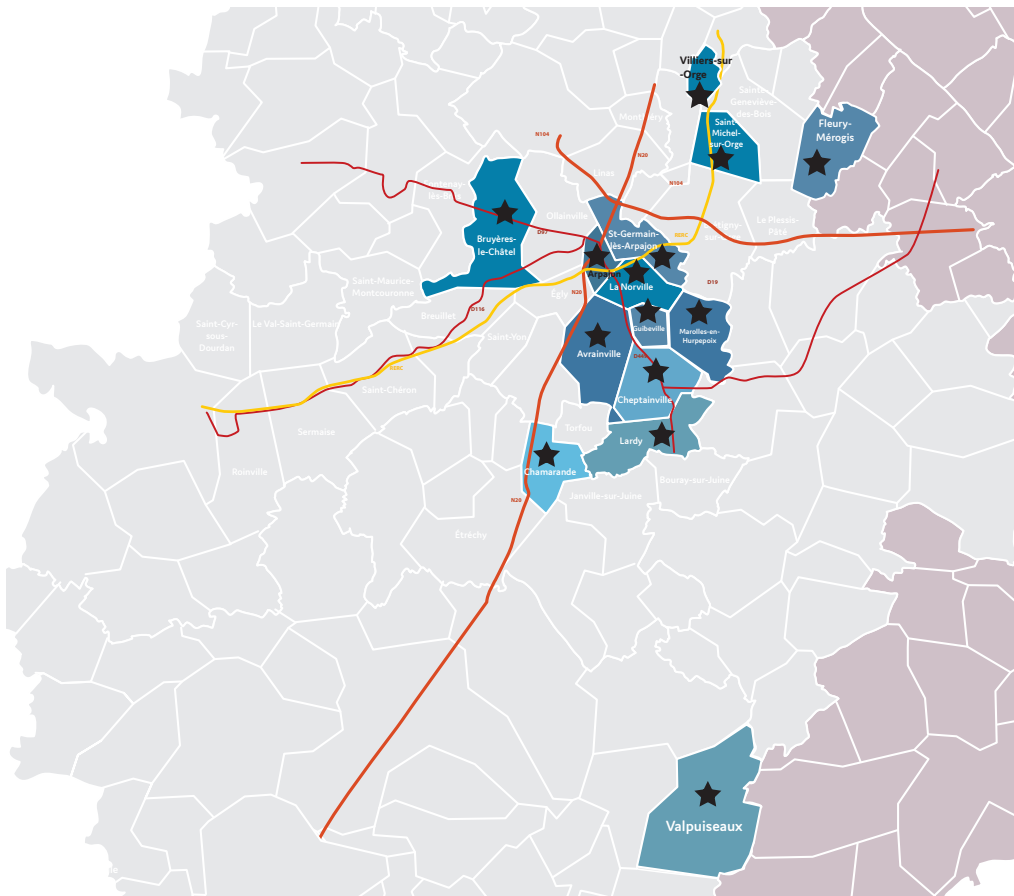 Villiers-sur
-Orge
Sainte-
Geneviève-
des-Bois
Montlhéry
Saint-
Michel-
sur-Orge
Fleury-
Mérogis
N104
N20
Linas
N104
Ollainville
D97
Bruyères-
le-Châtel
St-Germain-
lès-Arpajon
RERC
Le Plessis-
Pâté
Arpajon
La Norville
D19
Saint-Maurice-
Montcouronne
Égly
N20
D116
Breuillet
Guibeville
Marolles-en-
Hurpepoix
Saint-Cyr-
sous-
Dourdan
Le Val-Saint-Germain
Saint-Yon
Avrainville
RERC
Saint-Chéron
Cheptainville
Sermaise
Torfou
Lardy
Roinville
Chamarande
Bouray-sur-Juine
Janville-sur-Juine
N20
Étréchy
Valpuiseaux